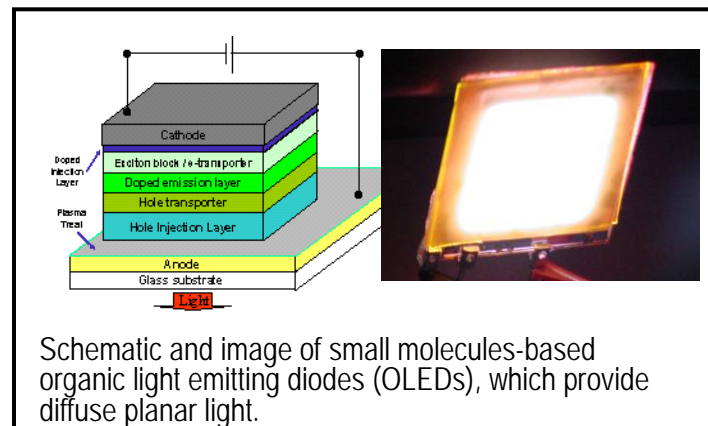 Cathode
Doped
Injection
Layer
Exciton block / e-transporter
Doped emission layer
Hole transporter
Plasma
Treat
Hole Injection Layer
Anode
Glass substrate
Light
Schematic and image of small molecules-based
organic light emitting diodes (OLEDs), which provide
diffuse planar light.